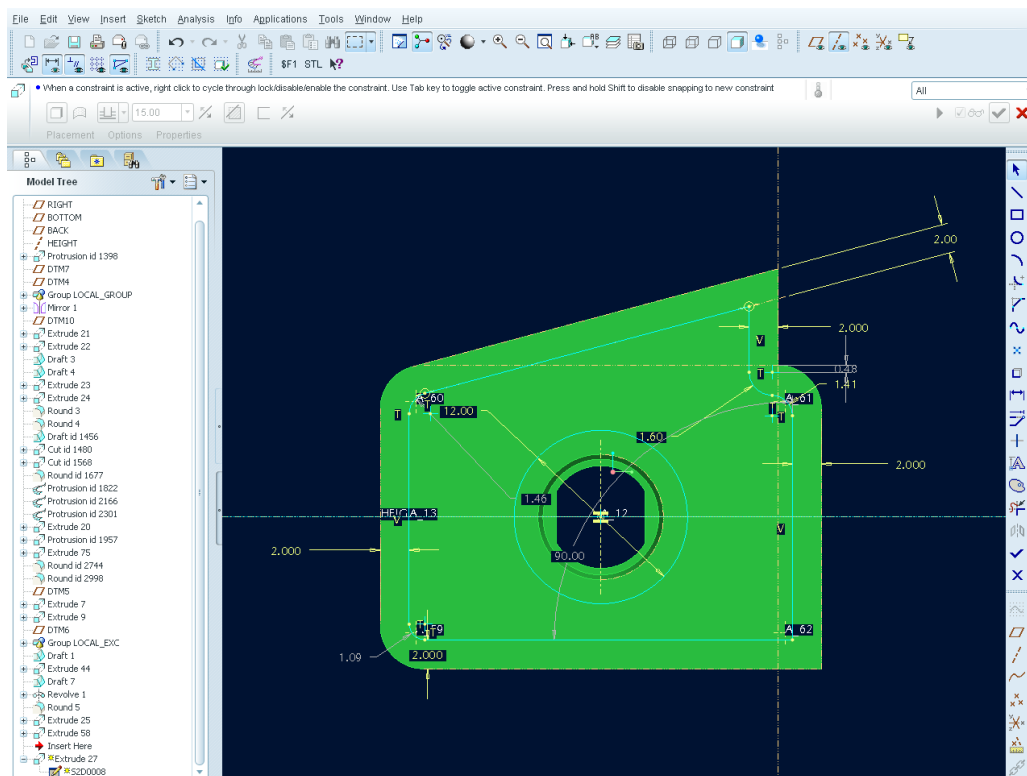 File Edit View Insert Sketch Analysis Info Applications Tools Window Help
$F1 STL
When a constraint is active, right click to cycle through lock/disable/enable the constraint. Use Tab key to toggle active constraint. Press and hold Shift to disable snapping to new constraint
All
15.00
Placement Options Properties
Model Tree
RIGHT
BOTTOM
BACK
HEIGHT
Protrusion id 1398
DTM7
DTM4
Group LOCAL_GROUP
Mirror 1
DTM10
Extrude 21
Extrude 22
Draft 3
Draft 4
Extrude 23
Extrude 24
Round 3
Round 4
Draft id 1456
Cut id 1480
Cut id 1568
Round id 1677
Protrusion id 1822
Protrusion id 2166
Protrusion id 2301
Extrude 20
Protrusion id 1957
Extrude 75
Round id 2744
Round id 2998
DTM5
Extrude 7
Extrude 9
DTM6
Group LOCAL_EXC
Draft 1
Extrude 44
Draft 7
Revolve 1
Round 5
Extrude 25
Extrude 58
Insert Here
Extrude 27
S2D0008
2.00
2.000
V
0.48
T
1.41
A_60
A_61
T
T
T
12.00
1.60
2.000
1.46
A_13
12
V
V
90.00
2.000
T
A_62
1.09
2.000